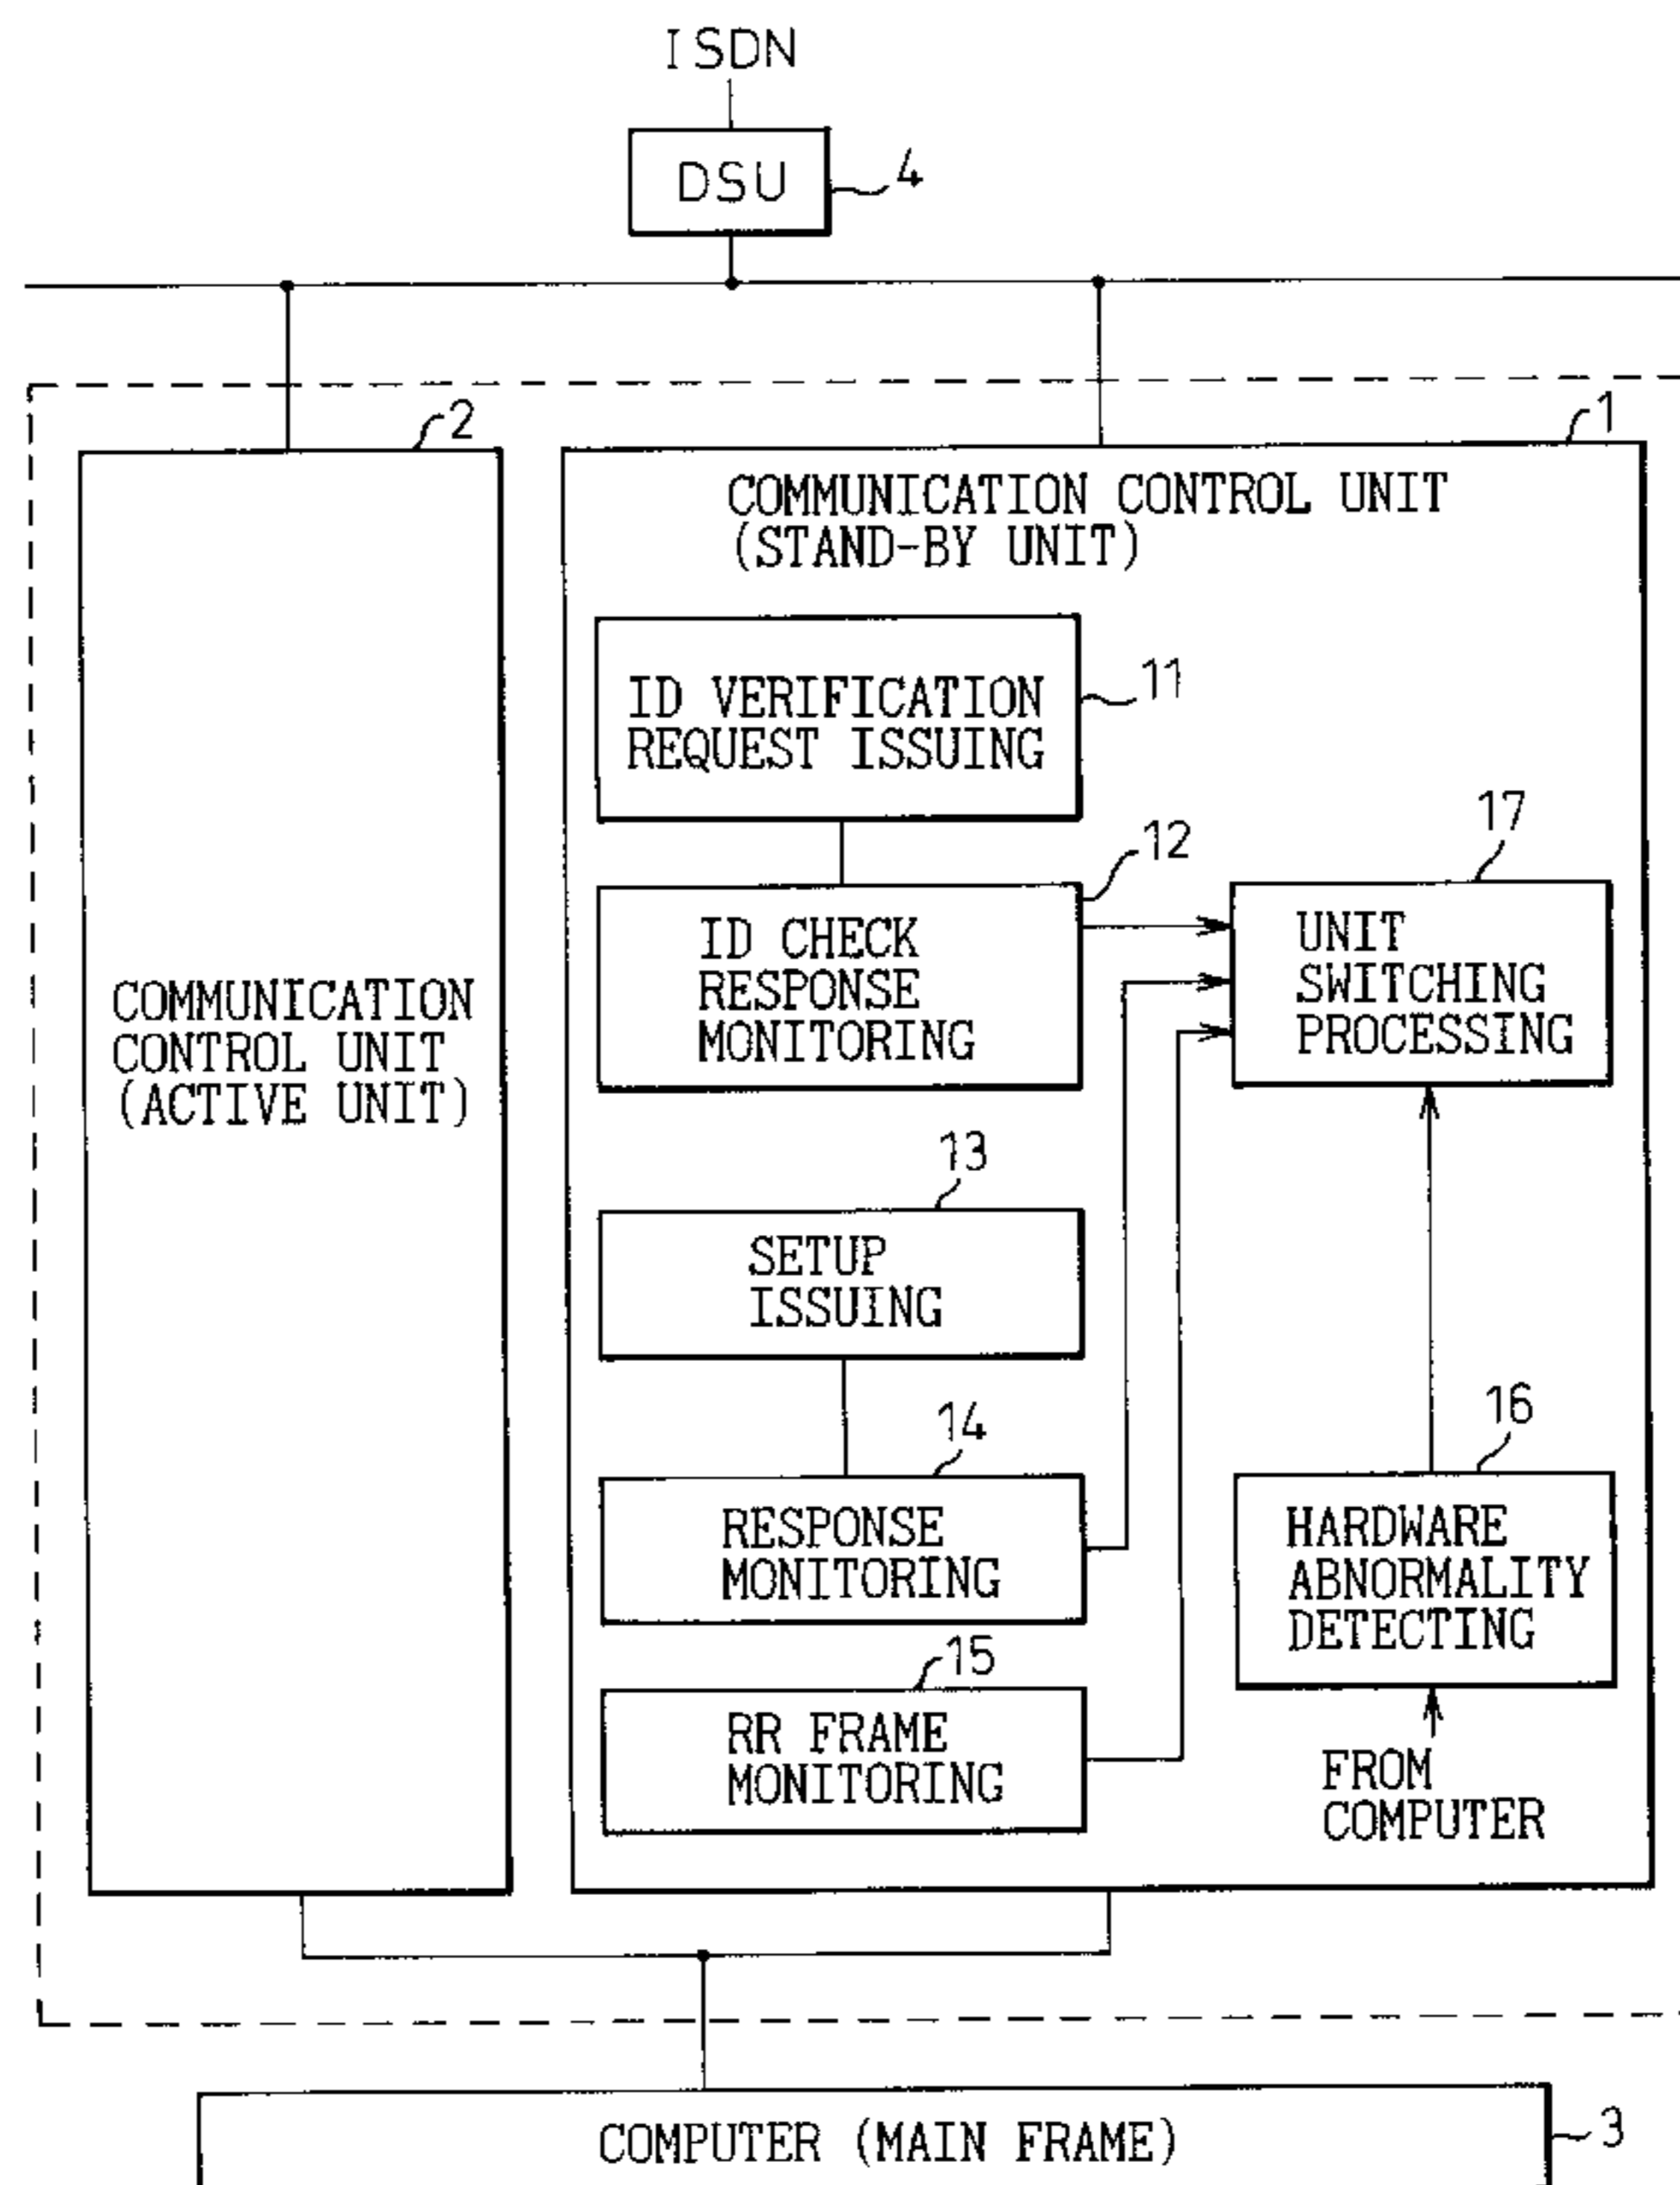 ISDN
DSU
4
2
1
COMMUNICATION CONTROL UNIT
(STAND-BY UNIT)
ID VERIFICATION
REQUEST ISSUING
11
12
17
ID CHECK
RESPONSE
MONITORING
UNIT
SWITCHING
PROCESSING
COMMUNICATION
CONTROL UNIT
(ACTIVE UNIT)
13
SETUP
ISSUING
14
16
RESPONSE
MONITORING
HARDWARE
ABNORMALITY
DETECTING
15
RR FRAME
MONITORING
FROM
COMPUTER
COMPUTER (MAIN FRAME)
3